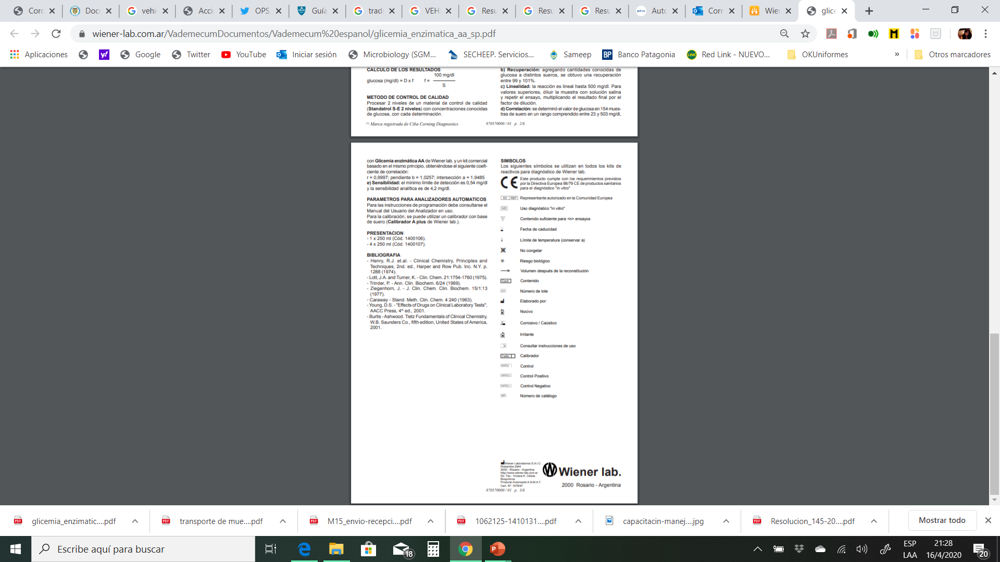 Corc
Docu
vehi
Acci
OPS
Guía
trad
VEH
Resu
Resu
Resu
Auto
Corr
Wien
glice
wiener-lab.com.ar/VademecumDocumentos/Vademecum%20espanol/glicemia_enzimatica_aa_sp.pdf
Aplicaciones
Google
Twitter
YouTube
Iniciar sesión
Microbiology (SGM...
SECHEEP. Servicios...
Sameep
BP Banco Patagonia
LINK Red Link - NUEVO...
OKUniformes
»
Otros marcadores
CALCULO DE LOS RESULTADOS
100 mg/dl
glucosa (mg/dl) = D x f f =
S
METODO DE CONTROL DE CALIDAD
Procesar 2 niveles de un material de control de calidad
(Standatrol S-E 2 niveles) con concentraciones conocidas
de glucosa, con cada determinación.
b) Recuperación: agregando cantidades conocidas de
glucosa a distintos sueros, se obtuvo una recuperación
entre 99 y 101%.
c) Linealidad: la reacción es lineal hasta 500 mg/dl. Para
valores superiores, diluir la muestra con solución salina
y repetir el ensayo, multiplicando el resultado final por el
factor de dilución.
d) Correlación: se determinó el valor de glucosa en 154 mues-
tras de suero en un rango comprendido entre 23 y 503 mg/dl,
(*) Marca registrada de Ciba Corning Diagnostics
870570000 / 01 p. 2/6
con Glicemia enzimática AA de Wiener lab. y un kit comercial
basado en el mismo principio, obteniéndose el siguiente coefi-
ciente de correlación:
r = 0,9997; pendiente b = 1,0257; intersección a = 1,9485
e) Sensibilidad: el mínimo límite de detección es 0,54 mg/dl
y la sensibilidad analítica es de 4,2 mg/dl.
PARAMETROS PARA ANALIZADORES AUTOMATICOS
Para las instrucciones de programación debe consultarse el
Manual del Usuario del Analizador en uso.
Para la calibración, se puede utilizar un calibrador con base
de suero (Calibrador A plus de Wiener lab.).
PRESENTACION
- 1 x 250 ml (Cód. 1400106).
- 4 x 250 ml (Cód. 1400107).
BIBLIOGRAFIA
- Henry, R.J. et.al. - Clinical Chemistry, Principles and
Techniques, 2nd. ed., Harper and Row Pub. Inc. N.Y. p.
1288 (1974).
- Lott, J.A. and Turner, K. - Clin. Chem. 21:1754-1760 (1975).
- Trinder, P. - Ann. Clin. Biochem. 6/24 (1969).
- Ziegenhorn, J. - J. Clin. Chem. Clin. Biochem. 15/1:13
(1977).
- Caraway - Stand. Meth. Clin. Chem. 4:240 (1963).
- Young, D.S. - "Effects of Drugs on Clinical Laboratory Tests",
AACC Press, 4th ed., 2001.
- Burtis - Ashwood. Tietz Fundamentals of Clinical Chemistry,
W.B. Saunders Co., fifth edition, United States of America,
2001.
SIMBOLOS
Los siguientes símbolos se utilizan en todos los kits de
reactivos para diagnóstico de Wiener lab.
CE Este producto cumple con los requerimientos previstos
por la Directiva Europea 98/79 CE de productos sanitarios
para el diagnóstico "in vitro"
EC REP Representante autorizado en la Comunidad Europea
IVD Uso diagnóstico "in vitro"
Contenido suficiente para <n> ensayos
Fecha de caducidad
Límite de temperatura (conservar a)
No congelar
Riesgo biológico
Volumen después de la reconstitución
Cont. Contenido
LOT Número de lote
Elaborado por:
Nocivo
Corrosivo / Caústico
Irritante
Consultar instrucciones de uso
Calibr. Calibrador
CONTROL Control
CONTROL + Control Positivo
CONTROL - Control Negativo
REF Número de catálogo
Wiener Laboratorios S.A.I.C.
Riobamba 2944
2000 - Rosario - Argentina
http://www.wiener-lab.com.ar
Dir. Téc.: Viviana E. Cétola
Bioquímica
Producto Autorizado A.N.M.A.T.
Cert. Nº: 1978/97
Wiener lab.
2000 Rosario - Argentina
870570000 / 01 p. 3/6
glicemia_enzimatic....pdf
transporte de mue....pdf
M15_envio-recepci....pdf
1062125-1410131....pdf
capacitacin-manej....jpg
Resolucion_145-20....pdf
Mostrar todo
Escribe aquí para buscar
18
ESP
LAA
21:28
16/4/2020
20